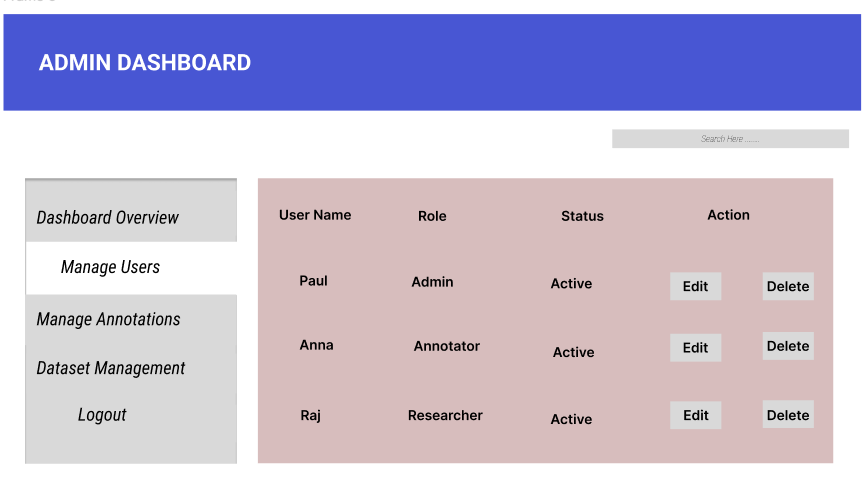 ADMIN DASHBOARD
Search Here ........
Dashboard Overview
Manage Users
Manage Annotations
Dataset Management
Logout
User Name Role Status Action
Paul Admin Active Edit Delete
Anna Annotator Active Edit Delete
Raj Researcher Active Edit Delete